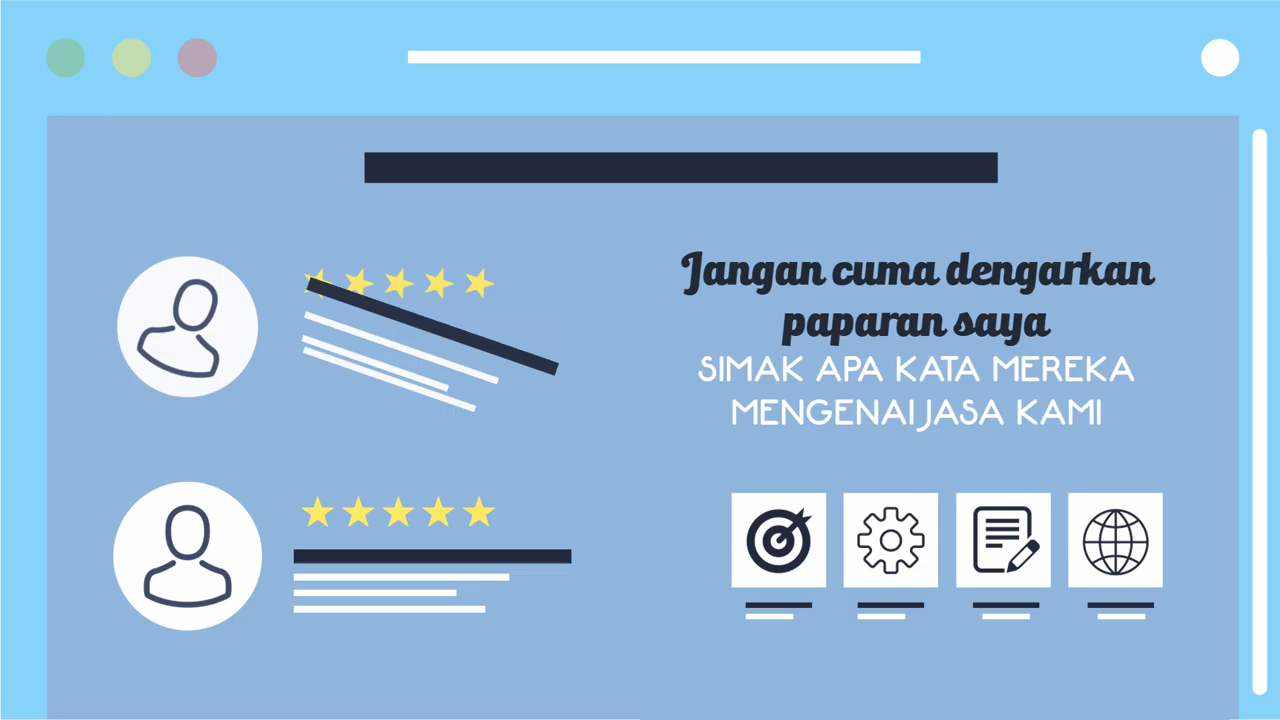 Jangan cuma dengarkan
paparan saya
SIMAK APA KATA MEREKA
MENGENAI JASA KAMI